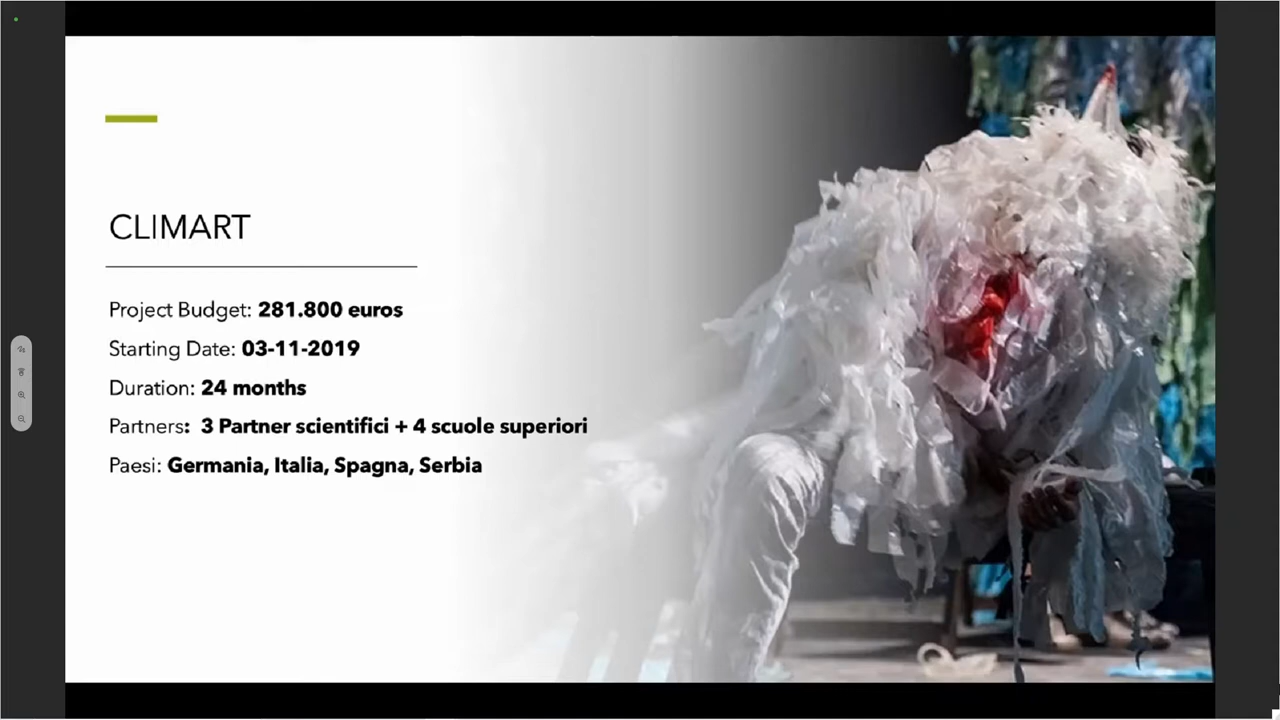 CLIMART
Project Budget: 281.800 euros
Starting Date: 03-11-2019
Duration: 24 months
Partners: 3 Partner scientifici + 4 scuole superiori
Paesi: Germania, Italia, Spagna, Serbia